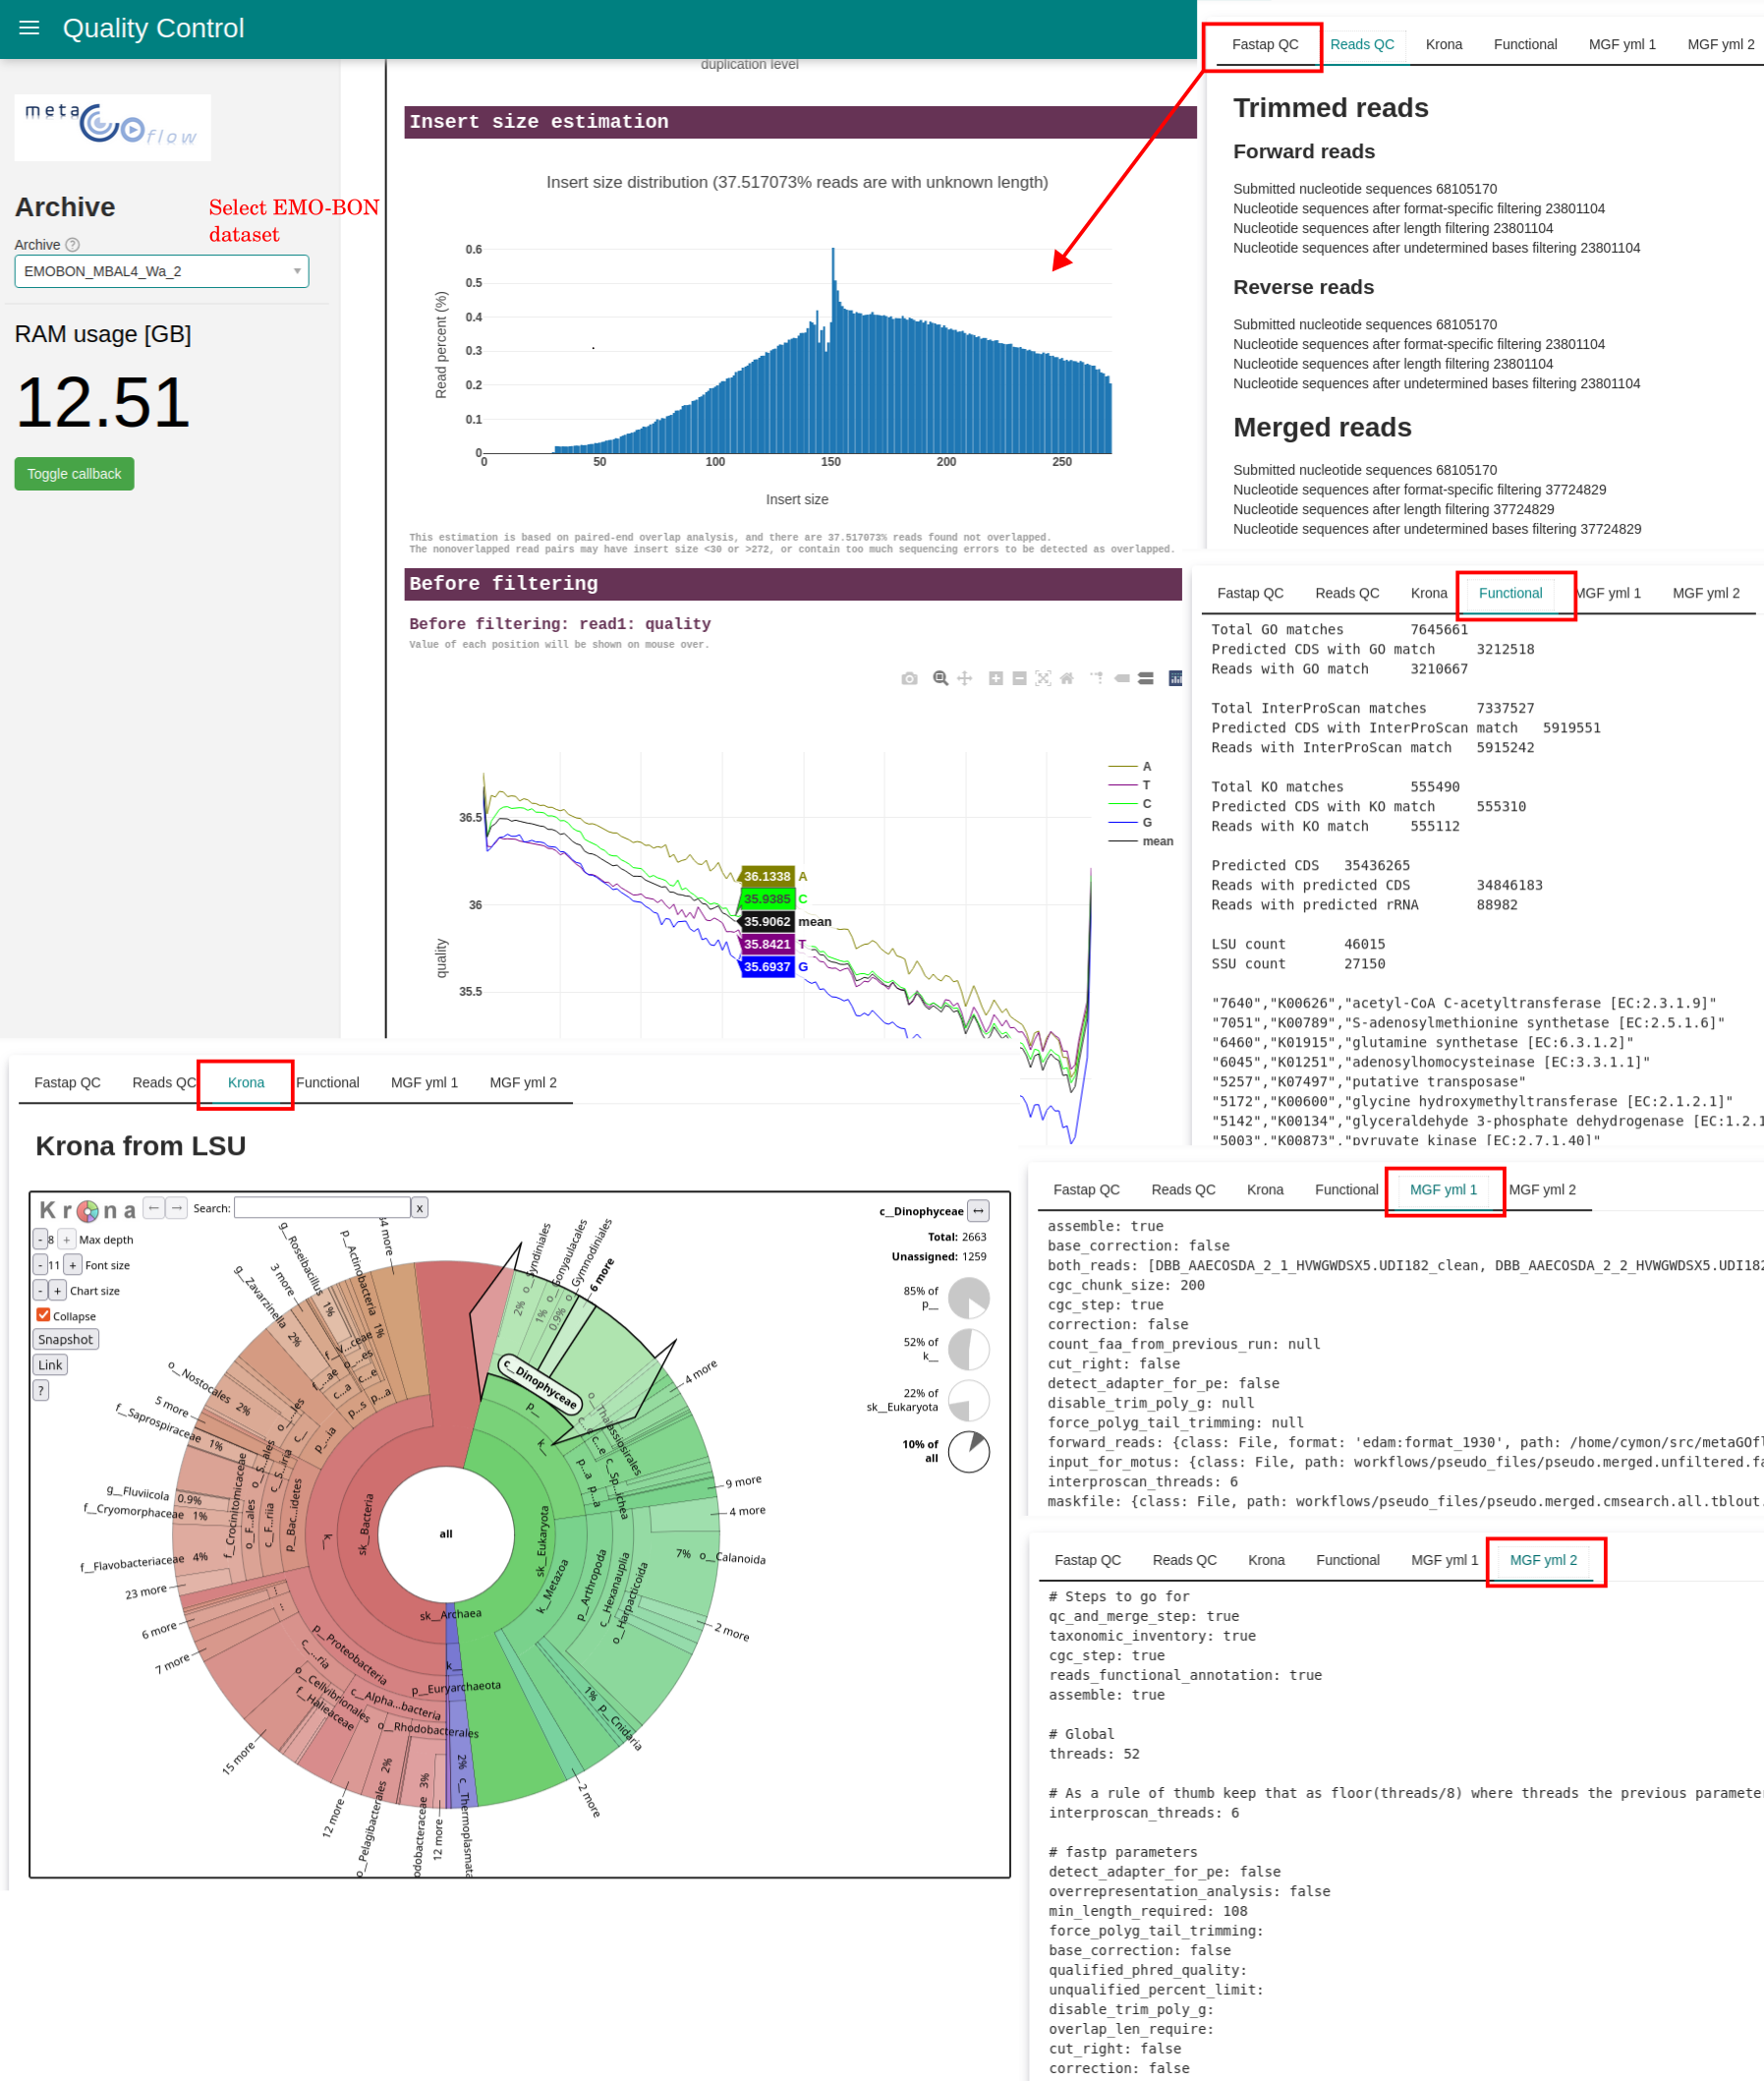 Quality Control
meta
flow
Archive
Select EMO-BON
dataset
Archive ?
EMOBON_MBAL4_Wa_2
RAM usage [GB]
12.51
Toggle callback
duplication level
Insert size estimation
Insert size distribution (37.517073% reads are with unknown length)
0.6
0.5
0.4
0.3
0.2
0.1
0
Read percent (%)
0 50 100 150 200 250
Insert size
This estimation is based on paired-end overlap analysis, and there are 37.517073% reads found not overlapped.
The nonoverlapped read pairs may have insert size <30 or >272, or contain too much sequencing errors to be detected as overlapped.
Before filtering
Before filtering: read1: quality
Value of each position will be shown on mouse over.
A
T
C
G
mean
36.5
36
35.5
quality
36.1338 A
35.9385 C
35.9062 mean
35.8421 T
35.6937 G
Fastap QC Reads QC Krona Functional MGF yml 1 MGF yml 2
Trimmed reads
Forward reads
Submitted nucleotide sequences 68105170
Nucleotide sequences after format-specific filtering 23801104
Nucleotide sequences after length filtering 23801104
Nucleotide sequences after undetermined bases filtering 23801104
Reverse reads
Submitted nucleotide sequences 68105170
Nucleotide sequences after format-specific filtering 23801104
Nucleotide sequences after length filtering 23801104
Nucleotide sequences after undetermined bases filtering 23801104
Merged reads
Submitted nucleotide sequences 68105170
Nucleotide sequences after format-specific filtering 37724829
Nucleotide sequences after length filtering 37724829
Nucleotide sequences after undetermined bases filtering 37724829
Fastap QC Reads QC Krona Functional MGF yml 1 MGF yml 2
Total GO matches 7645661
Predicted CDS with GO match 3212518
Reads with GO match 3210667
Total InterProScan matches 7337527
Predicted CDS with InterProScan match 5919551
Reads with InterProScan match 5915242
Total KO matches 555490
Predicted CDS with KO match 555310
Reads with KO match 555112
Predicted CDS 35436265
Reads with predicted CDS 34846183
Reads with predicted rRNA 88982
LSU count 46015
SSU count 27150
"7640","K00626","acetyl-CoA C-acetyltransferase [EC:2.3.1.9]"
"7051","K00789","S-adenosylmethionine synthetase [EC:2.5.1.6]"
"6460","K01915","glutamine synthetase [EC:6.3.1.2]"
"6045","K01251","adenosylhomocysteinase [EC:3.3.1.1]"
"5257","K07497","putative transposase"
"5172","K00600","glycine hydroxymethyltransferase [EC:2.1.2.1]"
"5142","K00134","glyceraldehyde 3-phosphate dehydrogenase [EC:1.2.1
"5003","K00873","pyruvate kinase [EC:2.7.1.40]"
Fastap QC Reads QC Krona Functional MGF yml 1 MGF yml 2
Krona from LSU
Krona
← → Search: x
- 8 + Max depth
- 11 + Font size
- + Chart size
Collapse
Snapshot
Link
?
c__Dinophyceae ↔
Total: 2663
Unassigned: 1259
85% of
p__
52% of
k__
22% of
sk__Eukaryota
10% of
all
all
sk__Bacteria
sk__Eukaryota
sk__Archaea
k__
k__
k__
p__
c__Dinophyceae
2% o__Syndiniales
1% o__Gonyaulacales
0.9% o__Gymnodiniales
6 more
4 more
o__Thalassiosirales
9 more
4 more
7% o__Calanoida
2 more
k__Metazoa
p__Arthropoda
c__Hexanauplia
o__Harpacticoida
1% p__Cnidaria
2 more
p__Euryarchaeota
2% c__Thermoplasmata
12 more
odobacteraceae 3%
o__Pelagibacterales 2%
12 more
15 more
o__Rhodobacterales
c__Alpha...bacteria
p__Proteobacteria
c__...ria
o__Cellvibrionales
f__Halieaceae
7 more
6 more
23 more
f__Flavobacteriaceae 4%
f__Cryomorphaceae 1%
g__Fluviicola 0.9%
f__Crocinitomicaceae
o__F...ales
c__F...riia
p__Bac...idetes
f__Saprospiraceae 1%
5 more
o__Nostocales 2%
g__Zavarzinella 2%
3 more
g__Roseibacillus 1%
p__Actinobacteria 1%
4 more
Fastap QC Reads QC Krona Functional MGF yml 1 MGF yml 2
assemble: true
base_correction: false
both_reads: [DBB_AAECOSDA_2_1_HVWGWDSX5.UDI182_clean, DBB_AAECOSDA_2_2_HVWGWDSX5.UDI182
cgc_chunk_size: 200
cgc_step: true
correction: false
count_faa_from_previous_run: null
cut_right: false
detect_adapter_for_pe: false
disable_trim_poly_g: null
force_polyg_tail_trimming: null
forward_reads: {class: File, format: 'edam:format_1930', path: /home/cymon/src/metaGOfl
input_for_motus: {class: File, path: workflows/pseudo_files/pseudo.merged.unfiltered.fa
interproscan_threads: 6
maskfile: {class: File, path: workflows/pseudo_files/pseudo.merged.cmsearch.all.tblout.
Fastap QC Reads QC Krona Functional MGF yml 1 MGF yml 2
# Steps to go for
qc_and_merge_step: true
taxonomic_inventory: true
cgc_step: true
reads_functional_annotation: true
assemble: true
# Global
threads: 52
# As a rule of thumb keep that as floor(threads/8) where threads the previous parameter
interproscan_threads: 6
# fastp parameters
detect_adapter_for_pe: false
overrepresentation_analysis: false
min_length_required: 108
force_polyg_tail_trimming:
base_correction: false
qualified_phred_quality:
unqualified_percent_limit:
disable_trim_poly_g:
overlap_len_require:
cut_right: false
correction: false